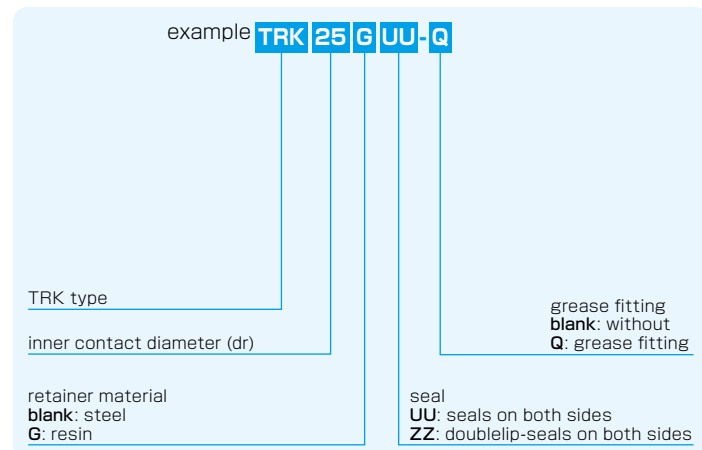 example TRK 25 G UU-Q
TRK type
inner contact diameter (dr)
retainer material
blank: steel
G: resin
grease fitting
blank: without
Q: grease fitting
seal
UU: seals on both sides
ZZ: doublelip-seals on both sides